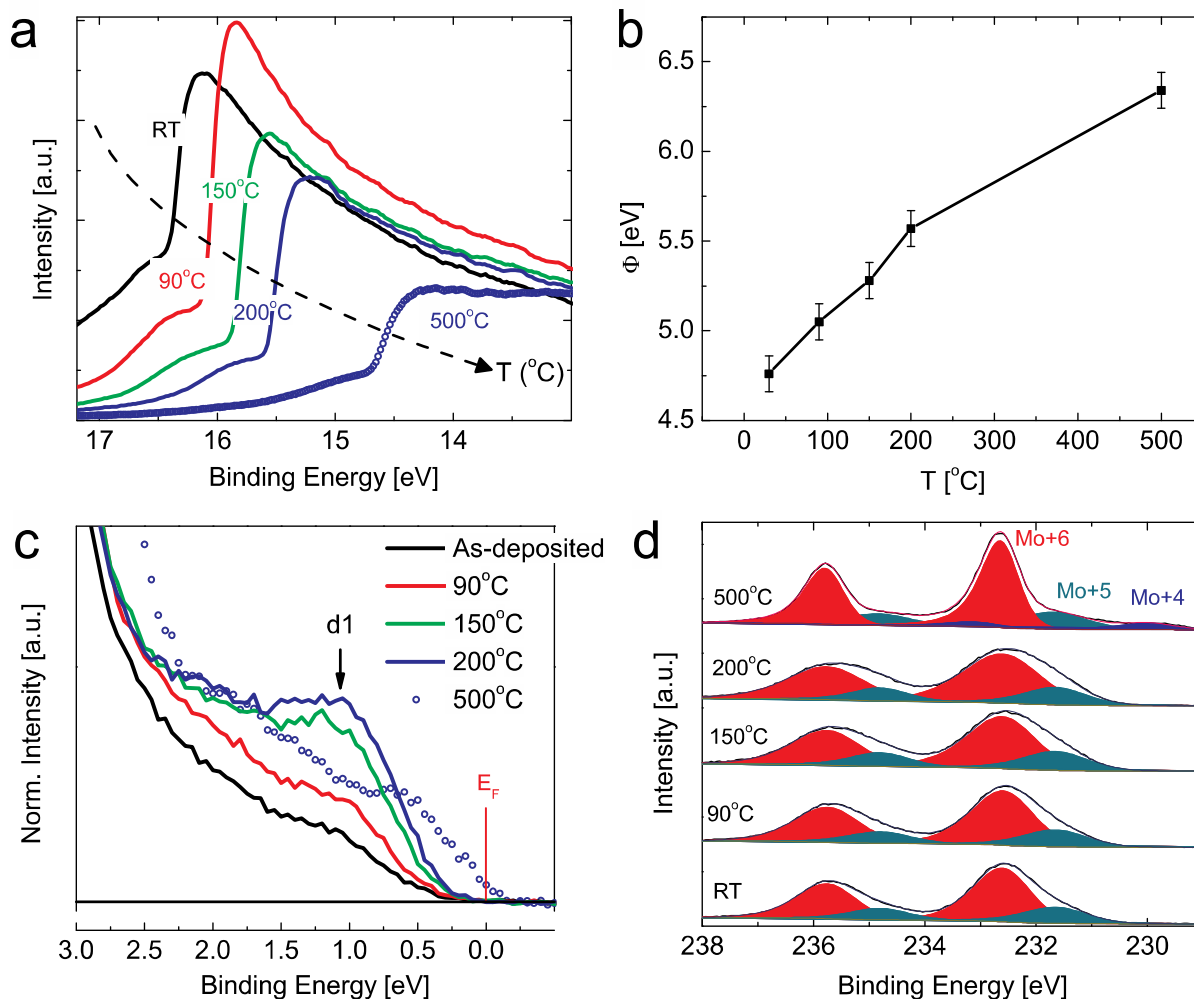 a
Intensity [a.u.]
RT
90°C
150°C
200°C
500°C
T (°C)
17
16
15
14
Binding Energy [eV]
b
Φ [eV]
6.5
6.0
5.5
5.0
4.5
0
100
200
300
400
500
T [°C]
c
Norm. Intensity [a.u.]
As-deposited
90°C
150°C
200°C
500°C
d1
E_F
3.0
2.5
2.0
1.5
1.0
0.5
0.0
Binding Energy [eV]
d
Intensity [a.u.]
Mo+6
Mo+5
Mo+4
500°C
200°C
150°C
90°C
RT
238
236
234
232
230
Binding Energy [eV]